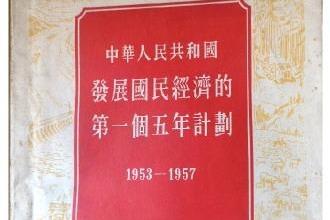 中華人民共和國
發展國民經濟的
第一個五年計劃
1953—1957